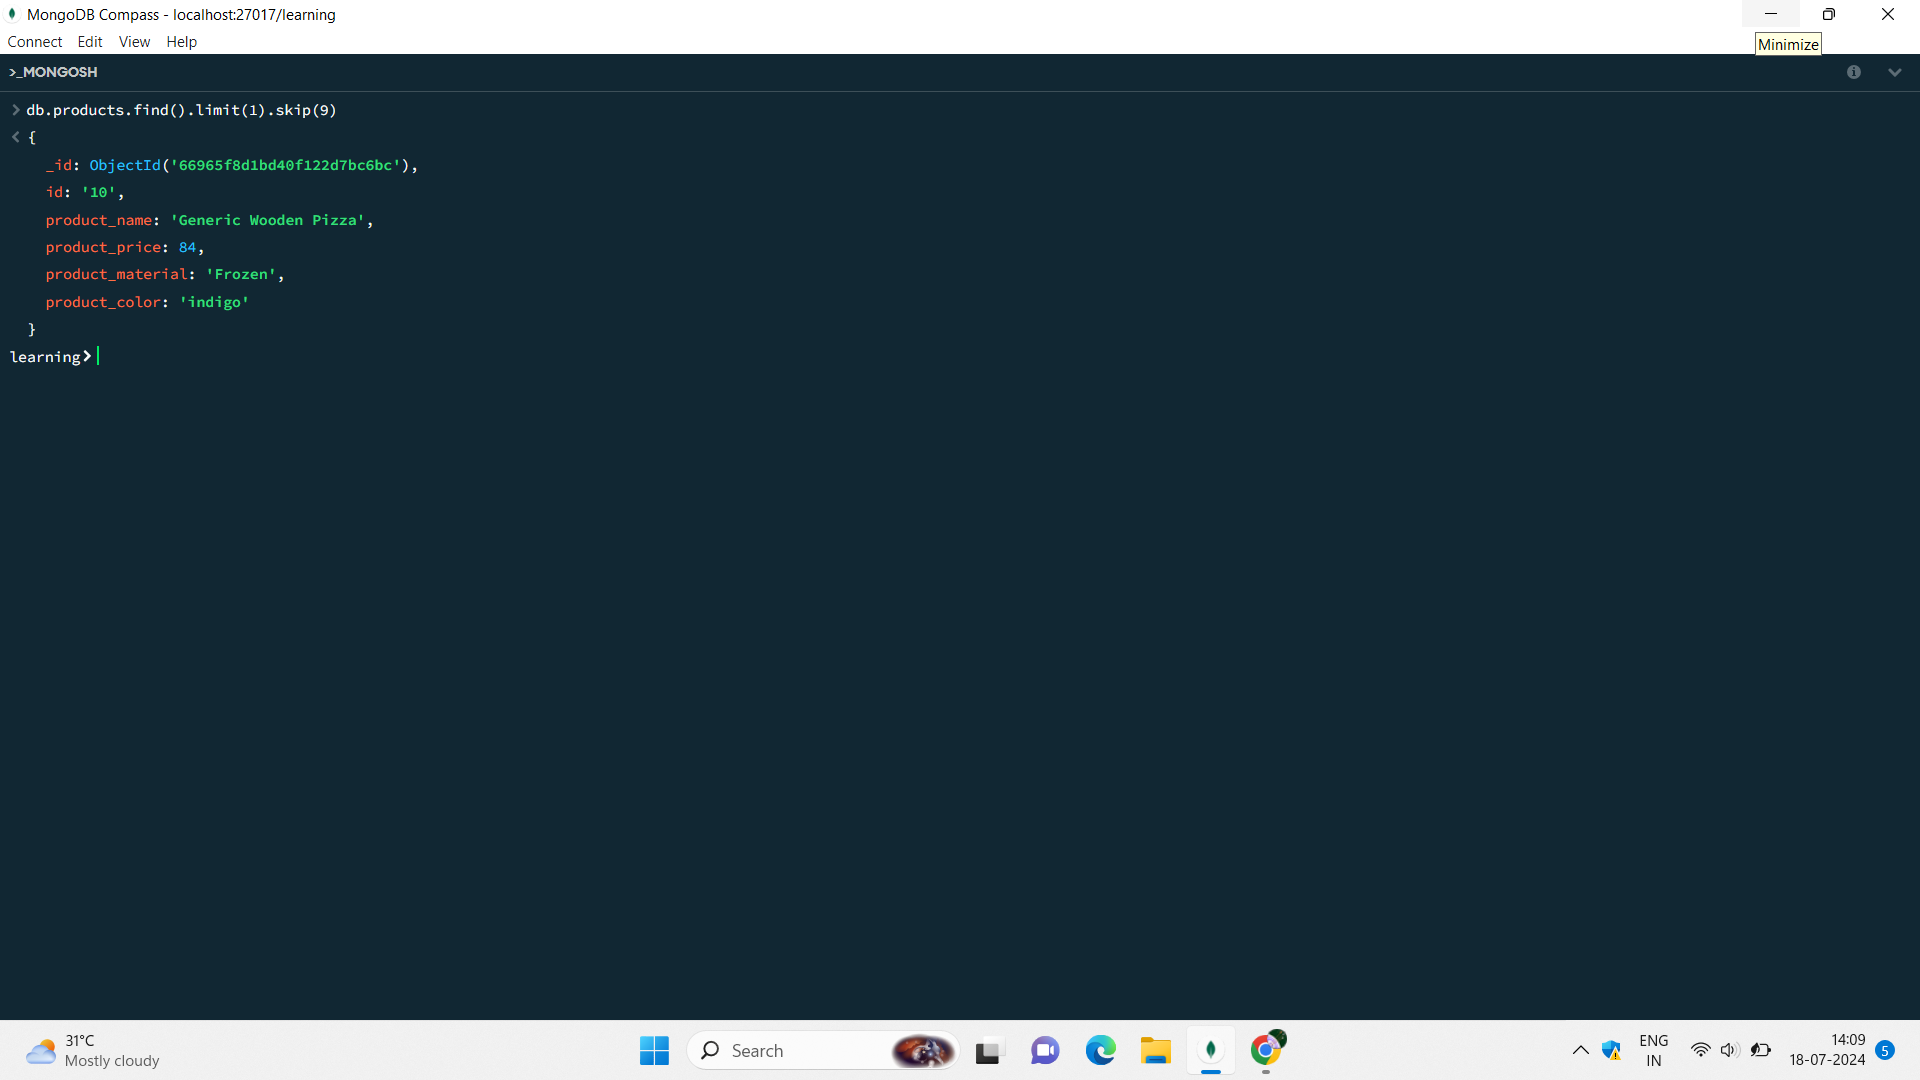 MongoDB Compass - localhost:27017/learning
Connect Edit View Help
Minimize
>_MONGOSH
> db.products.find().limit(1).skip(9)
< {
_id: ObjectId('66965f8d1bd40f122d7bc6bc'),
id: '10',
product_name: 'Generic Wooden Pizza',
product_price: 84,
product_material: 'Frozen',
product_color: 'indigo'
}
learning>
31°C
Mostly cloudy
Search
ENG
IN
14:09
18-07-2024
5